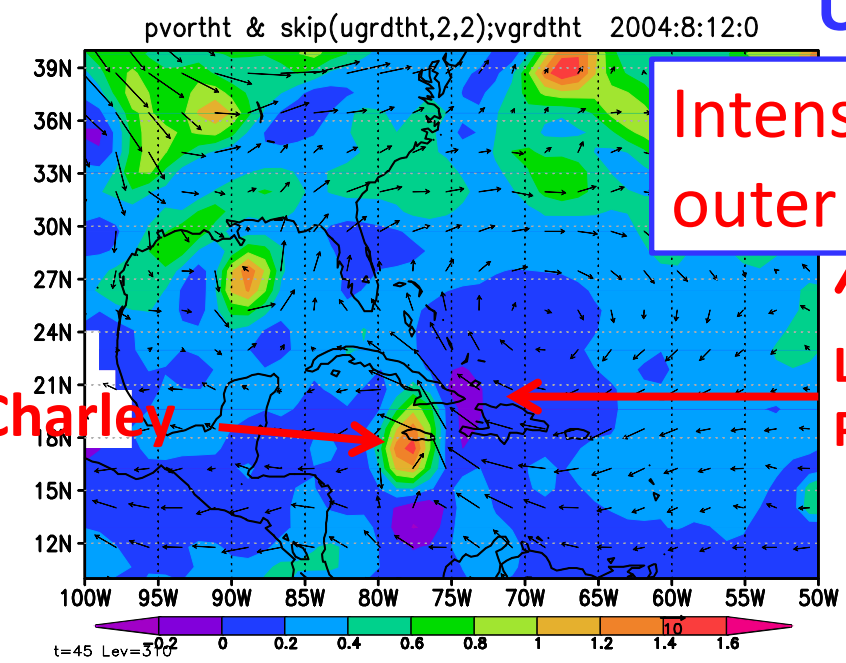 pvortht & skip(ugrdtht,2,2);vgrdtht 2004:8:12:0
39N
36N
33N
30N
27N
24N
21N
18N
15N
12N
Intens
outer
L
Charley
100W 95W 90W 85W 80W 75W 70W 65W 60W 55W 50W
-0.2 0 0.2 0.4 0.6 0.8 1 1.2 1.4 1.6
10
t=45 Lev=310